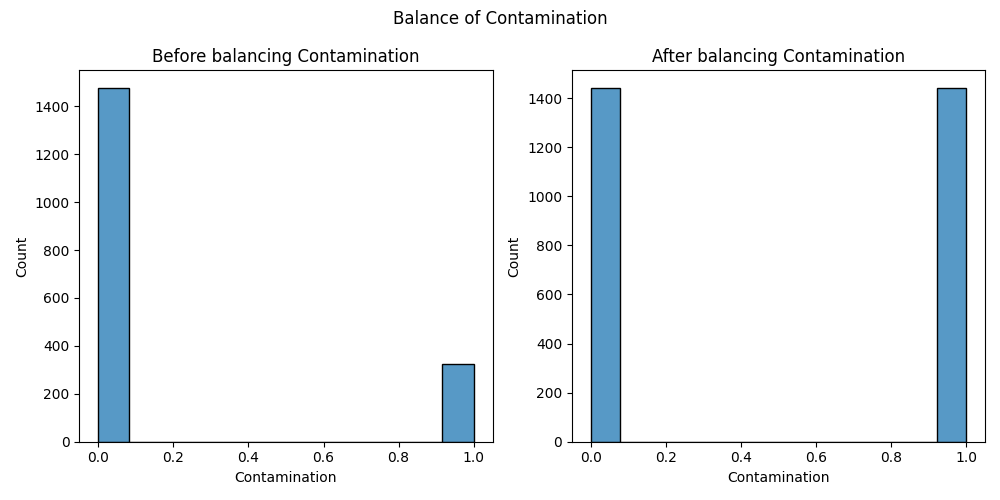 Balance of Contamination
Before balancing Contamination
1400
1200
1000
800
600
400
200
0
Count
0.0 0.2 0.4 0.6 0.8 1.0
Contamination
After balancing Contamination
1400
1200
1000
800
600
400
200
0
Count
0.0 0.2 0.4 0.6 0.8 1.0
Contamination